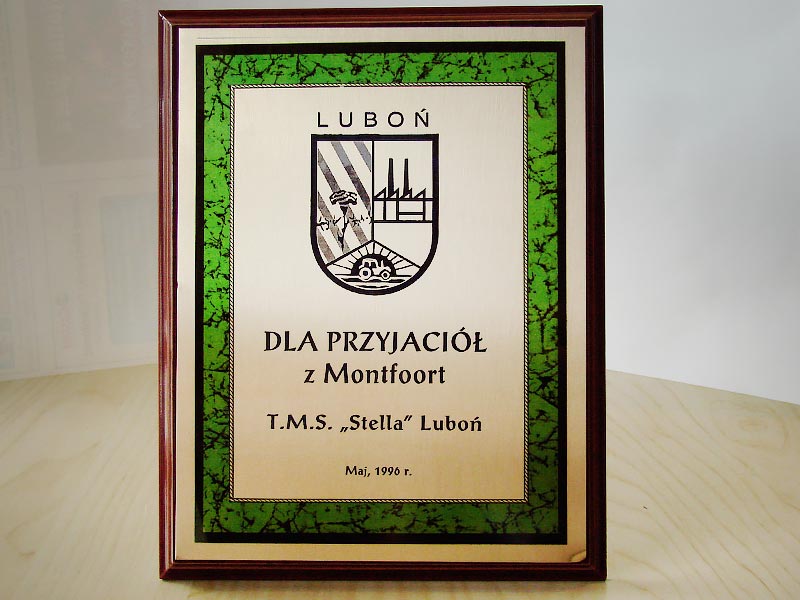 LUBOŃ
DLA PRZYJACIÓŁ
z Montfoort
T.M.S. „Stella” Luboń
Maj, 1996 r.